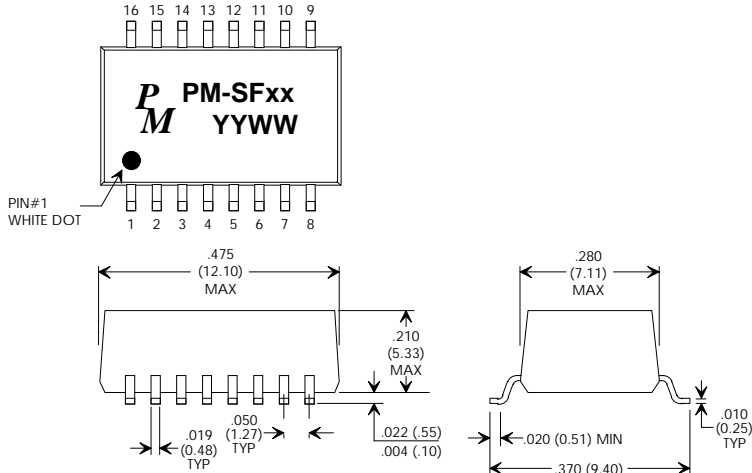 16 15 14 13 12 11 10 9
PM PM-SFxx
YYWW
PIN#1
WHITE DOT
1 2 3 4 5 6 7 8
.475
(12.10)
MAX
.280
(7.11)
MAX
.210
(5.33)
MAX
.019
(0.48)
TYP
.050
(1.27)
TYP
.022 (.55)
.004 (.10)
.020 (0.51) MIN
.010
(0.25)
TYP
.370 (9.40)